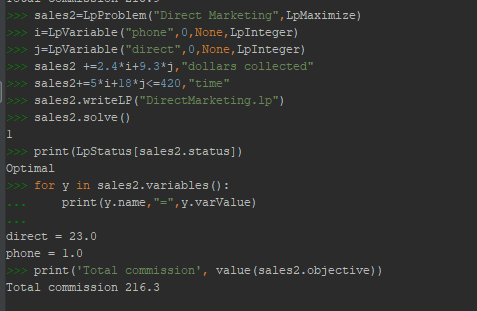 Total commission 216.9
>>> sales2=LpProblem("Direct Marketing",LpMaximize)
>>> i=LpVariable("phone",0,None,LpInteger)
>>> j=LpVariable("direct",0,None,LpInteger)
>>> sales2 +=2.4*i+9.3*j,"dollars collected"
>>> sales2+=5*i+18*j<=420,"time"
>>> sales2.writeLP("DirectMarketing.lp")
>>> sales2.solve()
1
>>> print(LpStatus[sales2.status])
Optimal
>>> for y in sales2.variables():
...     print(y.name,"=",y.varValue)
...
direct = 23.0
phone = 1.0
>>> print('Total commission', value(sales2.objective))
Total commission 216.3